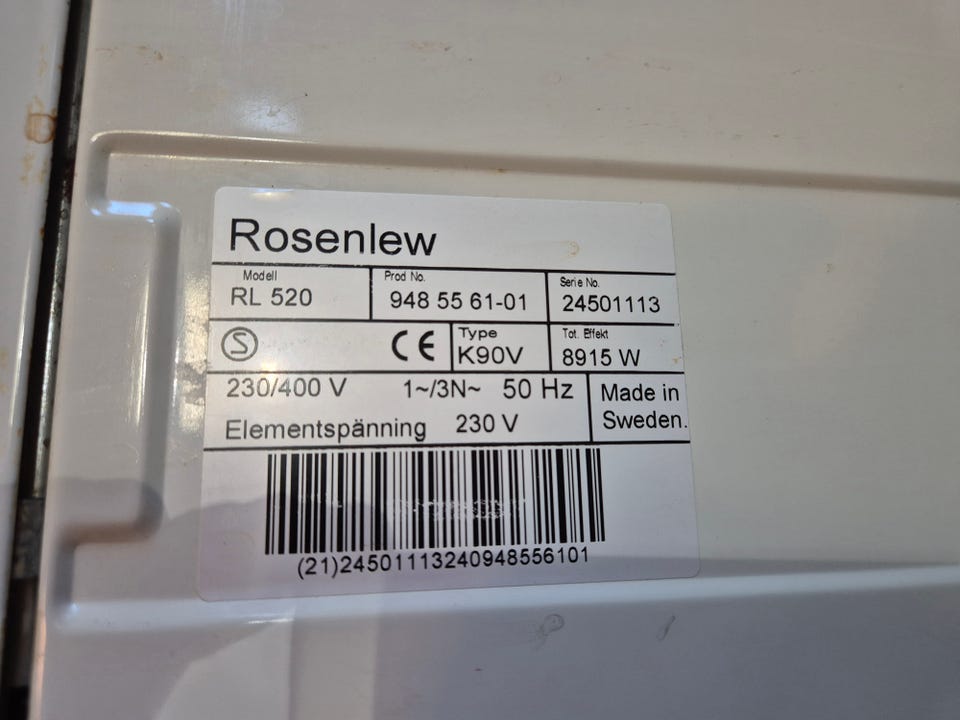 Rosenlew
Modell Prod No. Serie No.
RL 520 948 55 61-01 24501113
S CE Type Tot. Effekt
K90V 8915 W
230/400 V 1~/3N~ 50 Hz Made in
Elementspänning 230 V Sweden.
(21)24501113240948556101